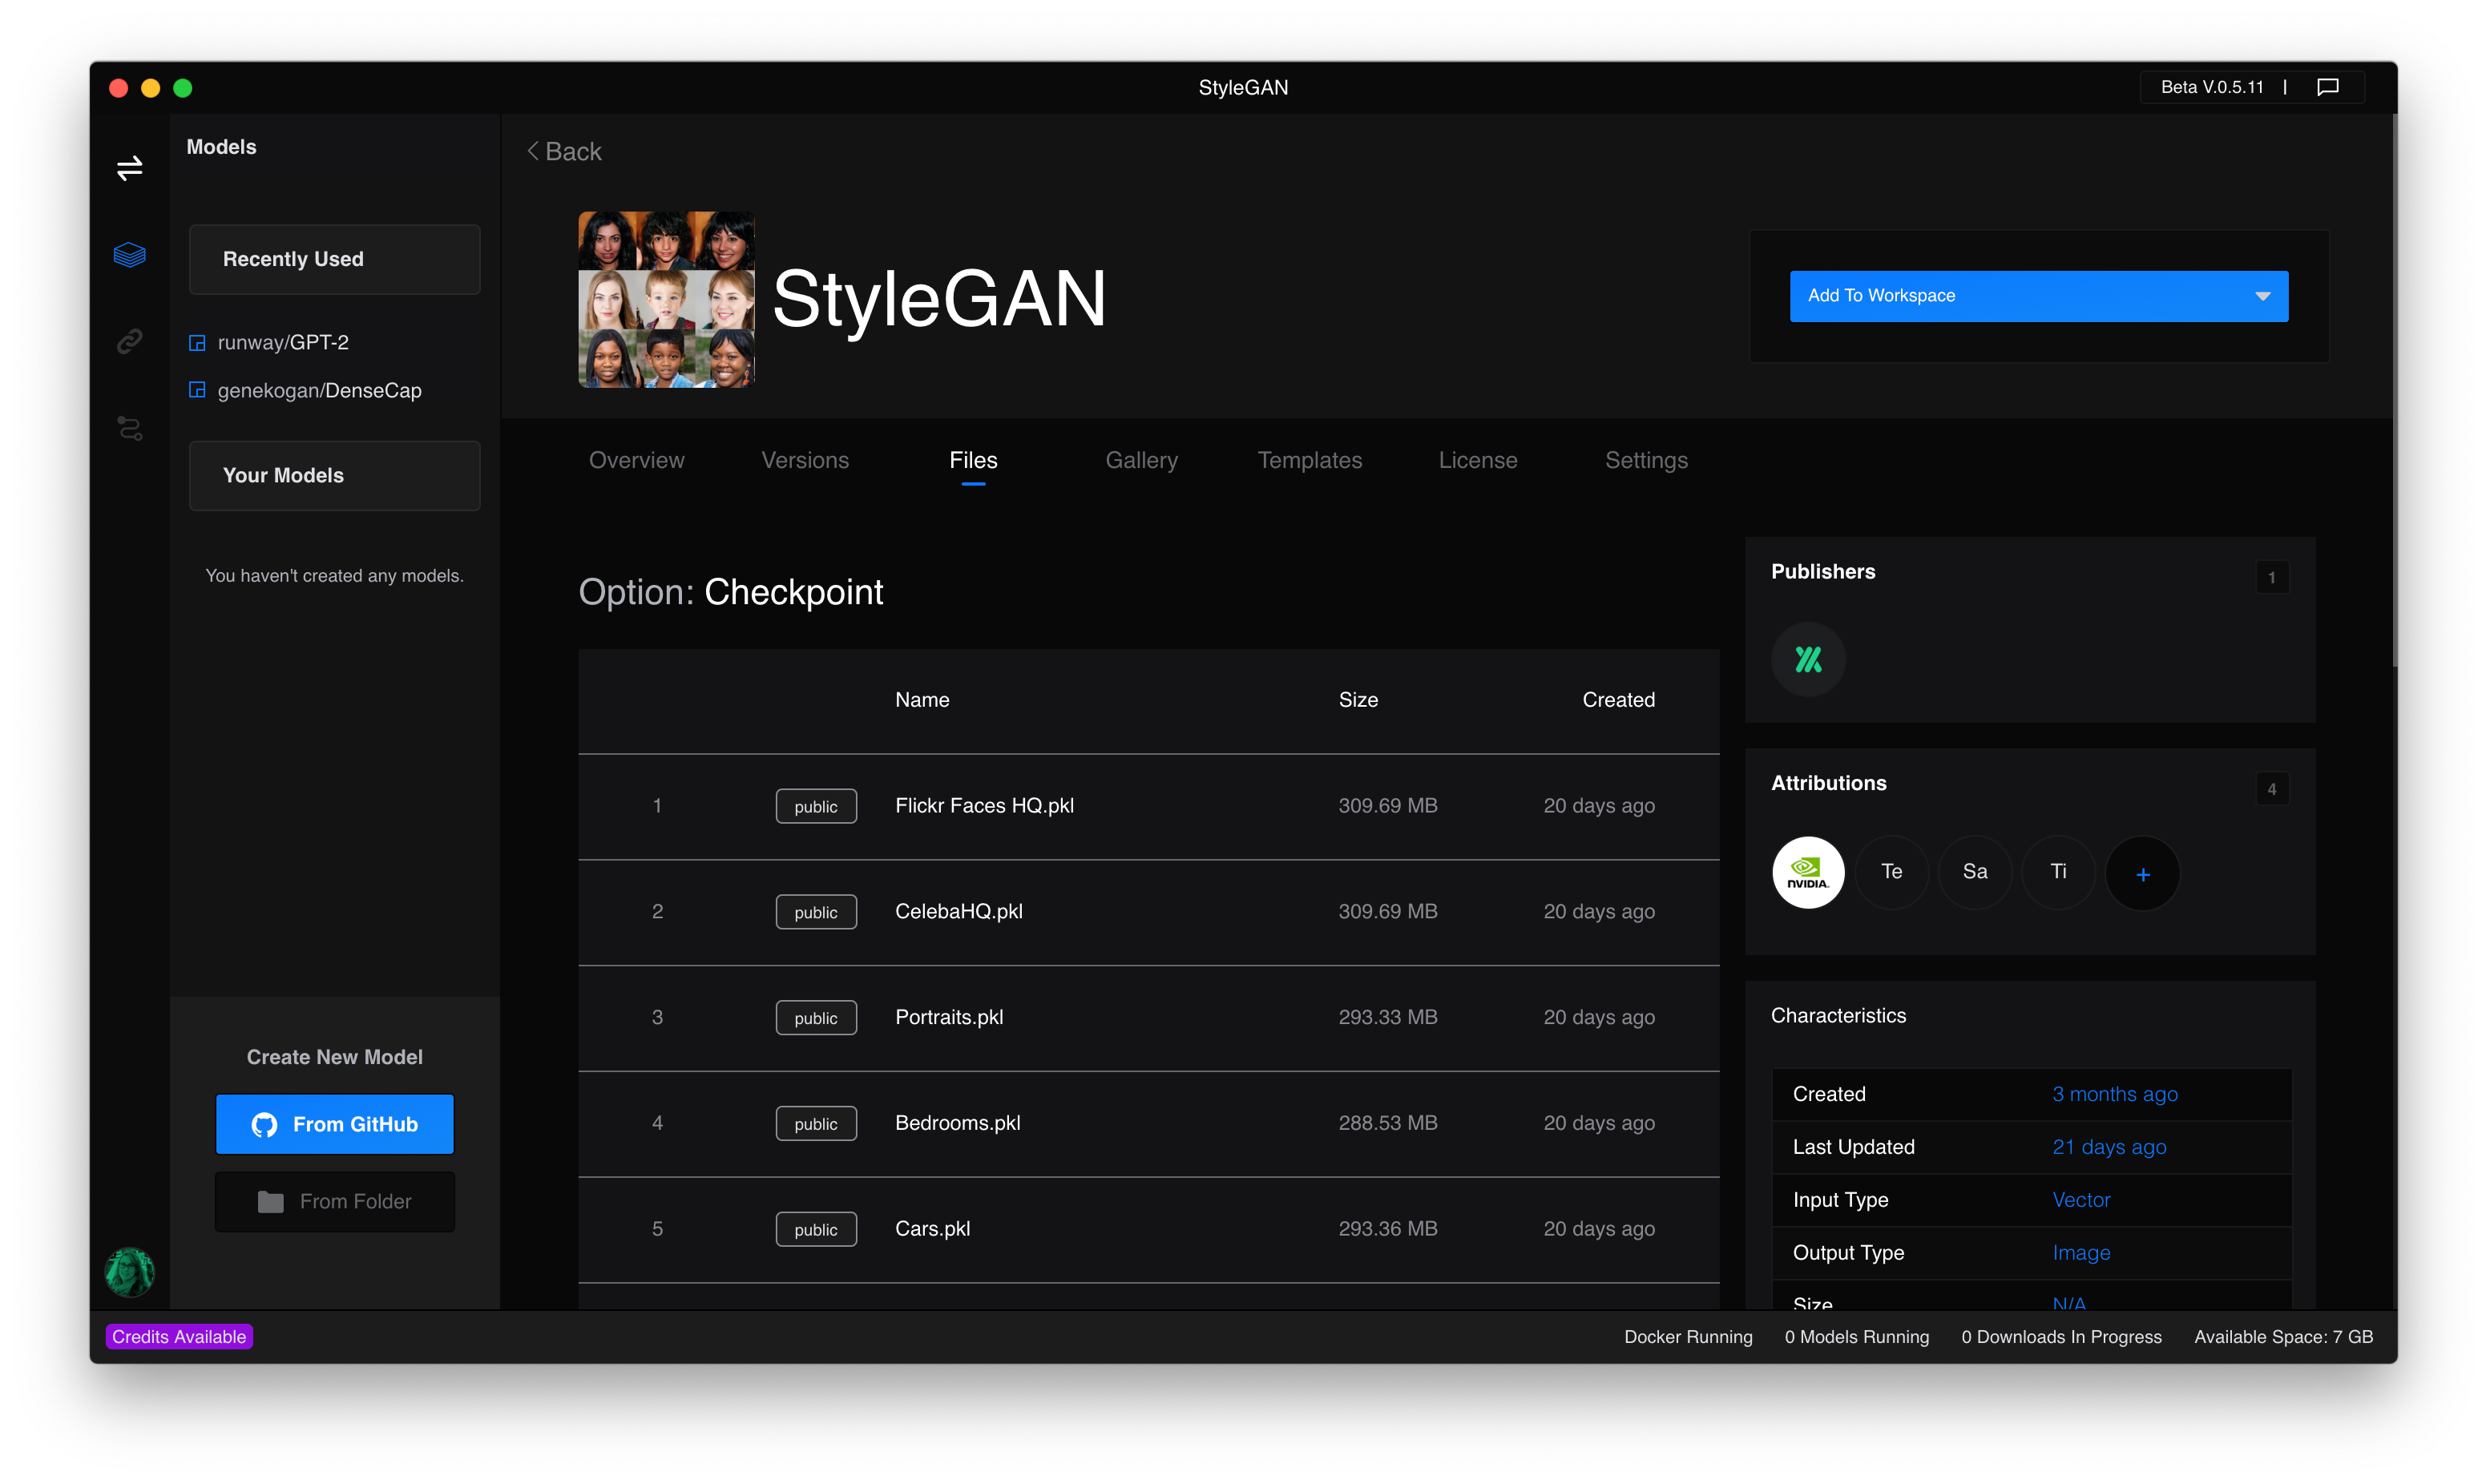 StyleGAN
Beta V.0.5.11 |
Models
Recently Used
runway/GPT-2
genekogan/DenseCap
Your Models
You haven't created any models.
Create New Model
From GitHub
From Folder
Back
StyleGAN
Add To Workspace
Overview Versions Files Gallery Templates License Settings
Option: Checkpoint
Name Size Created
1 public Flickr Faces HQ.pkl 309.69 MB 20 days ago
2 public CelebaHQ.pkl 309.69 MB 20 days ago
3 public Portraits.pkl 293.33 MB 20 days ago
4 public Bedrooms.pkl 288.53 MB 20 days ago
5 public Cars.pkl 293.36 MB 20 days ago
Publishers 1
Attributions 4
NVIDIA. Te Sa Ti +
Characteristics
Created 3 months ago
Last Updated 21 days ago
Input Type Vector
Output Type Image
Size N/A
Credits Available
Docker Running 0 Models Running 0 Downloads In Progress Available Space: 7 GB